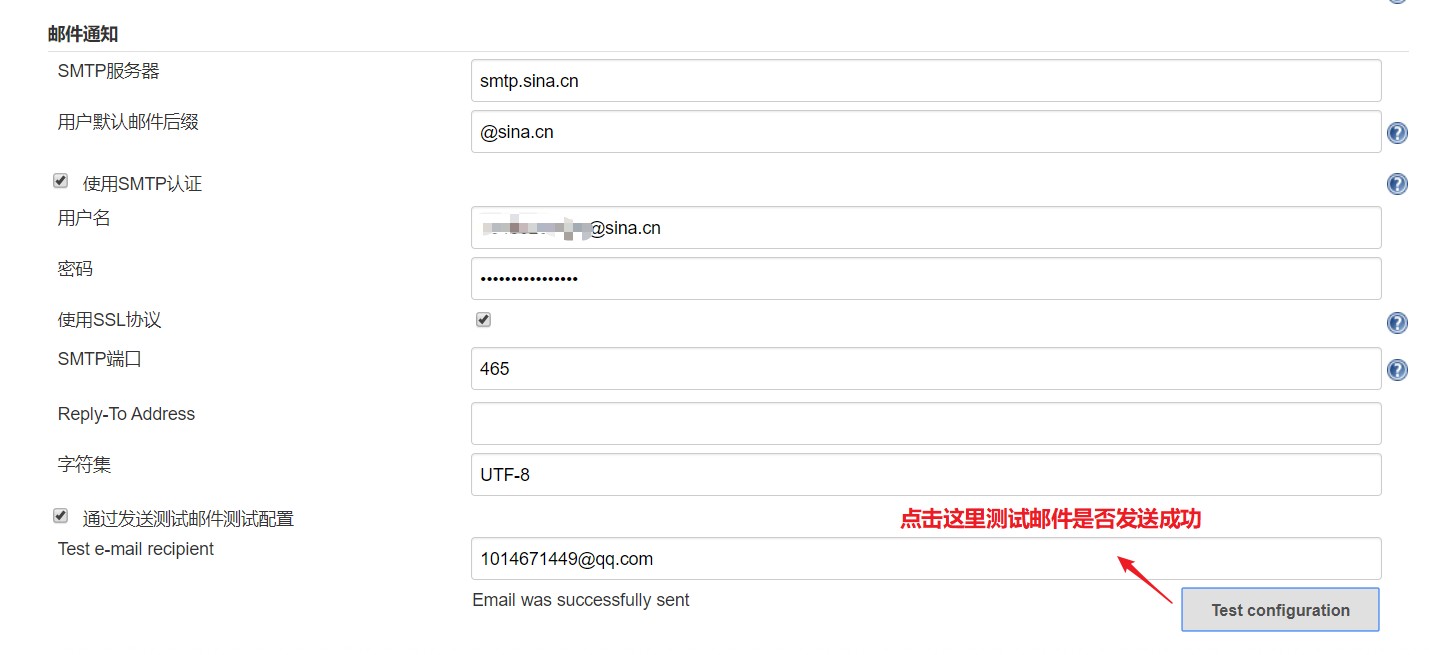 邮件通知
SMTP服务器
smtp.sina.cn
用户默认邮件后缀
@sina.cn
使用SMTP认证
用户名
@sina.cn
密码
••••••••••••••••
使用SSL协议
SMTP端口
465
Reply-To Address
字符集
UTF-8
通过发送测试邮件测试配置
点击这里测试邮件是否发送成功
Test e-mail recipient
1014671449@qq.com
Email was successfully sent
Test configuration